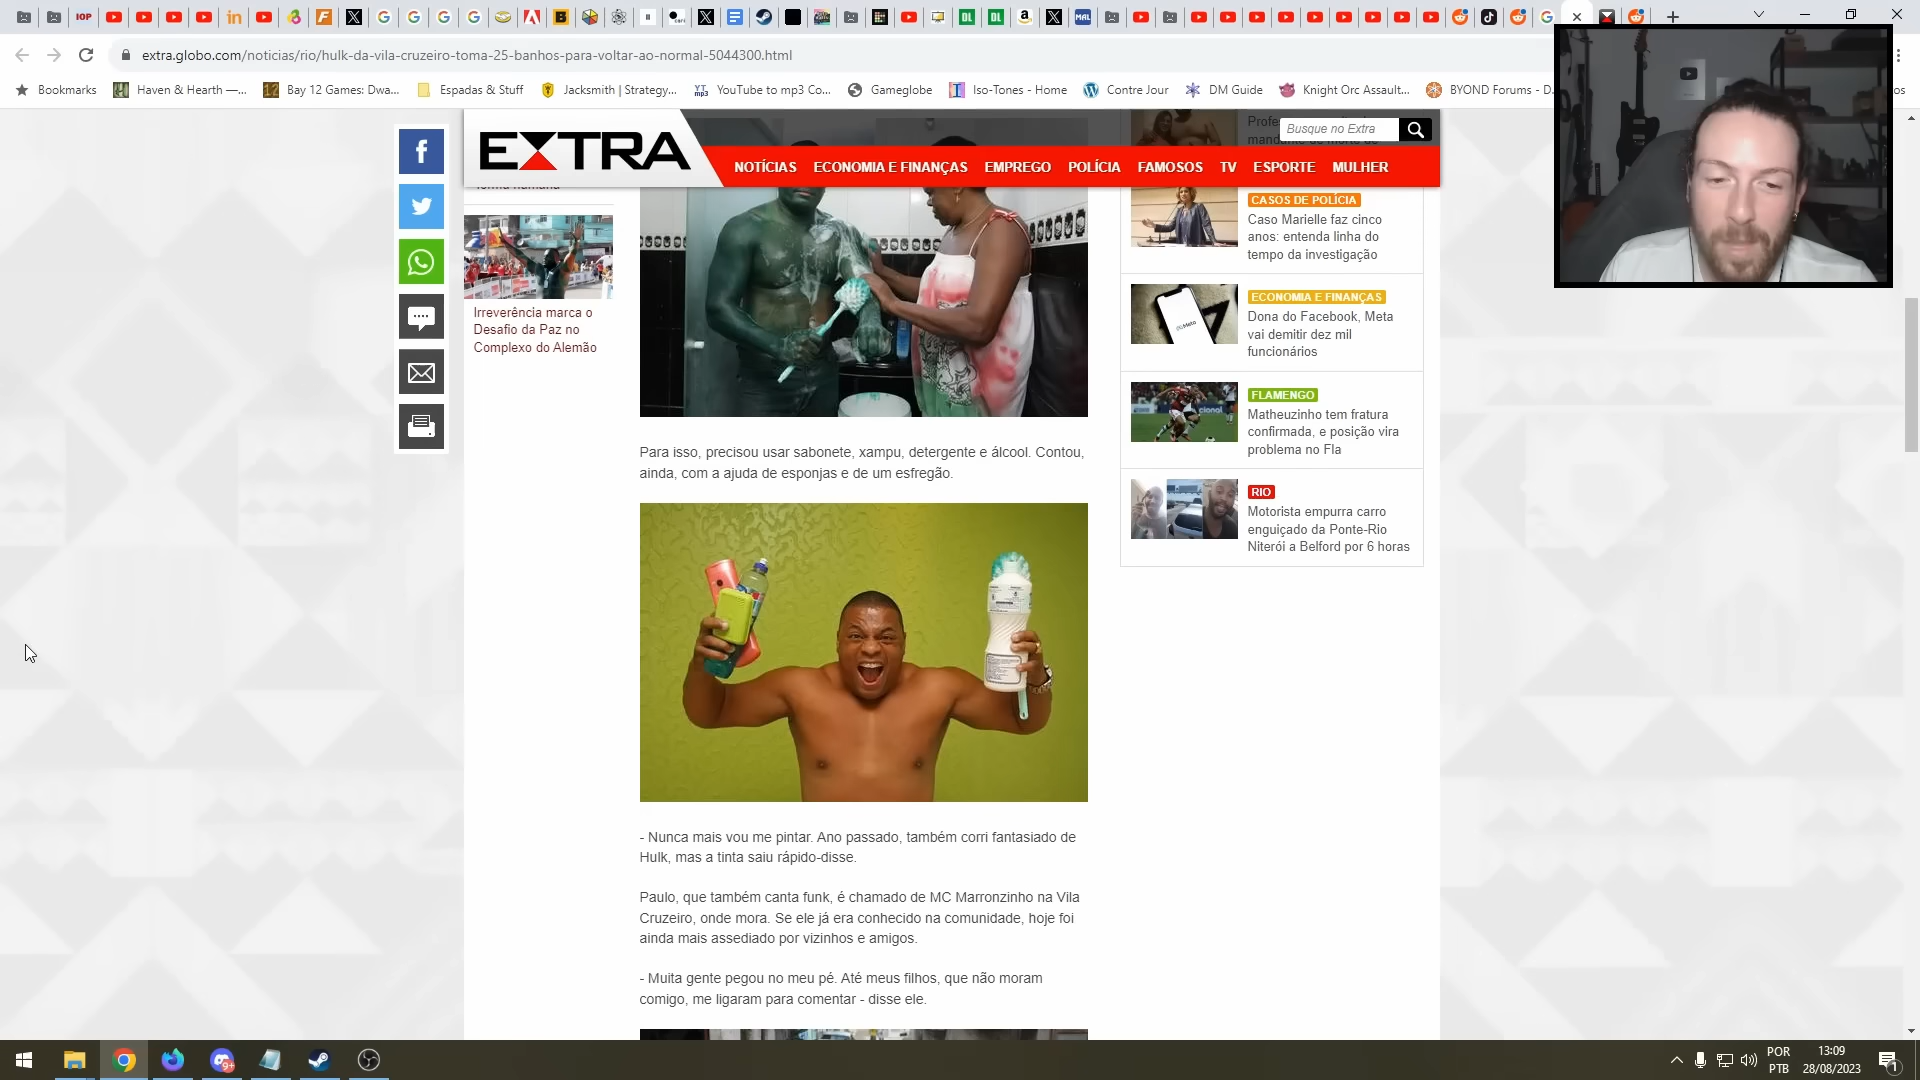 extra.globo.com/noticias/rio/hulk-da-vila-cruzeiro-toma-25-banhos-para-voltar-ao-normal-5044300.html
Bookmarks
Haven & Hearth —...
Bay 12 Games: Dwa...
Espadas & Stuff
Jacksmith | Strategy...
YouTube to mp3 Co...
Gameglobe
Iso-Tones - Home
Contre Jour
DM Guide
Knight Orc Assault...
BYOND Forums - D...
os
EXTRA
Busque no Extra
NOTÍCIAS ECONOMIA E FINANÇAS EMPREGO POLÍCIA FAMOSOS TV ESPORTE MULHER
Irreverência marca o
Desafio da Paz no
Complexo do Alemão
Para isso, precisou usar sabonete, xampu, detergente e álcool. Contou,
ainda, com a ajuda de esponjas e de um esfregão.
- Nunca mais vou me pintar. Ano passado, também corri fantasiado de
Hulk, mas a tinta saiu rápido-disse.
Paulo, que também canta funk, é chamado de MC Marronzinho na Vila
Cruzeiro, onde mora. Se ele já era conhecido na comunidade, hoje foi
ainda mais assediado por vizinhos e amigos.
- Muita gente pegou no meu pé. Até meus filhos, que não moram
comigo, me ligaram para comentar - disse ele.
CASOS DE POLÍCIA
Caso Marielle faz cinco
anos: entenda linha do
tempo da investigação
ECONOMIA E FINANÇAS
Dona do Facebook, Meta
vai demitir dez mil
funcionários
FLAMENGO
Matheuzinho tem fratura
confirmada, e posição vira
problema no Fla
RIO
Motorista empurra carro
enguiçado da Ponte-Rio
Niterói a Belford por 6 horas
POR
PTB
13:09
28/08/2023